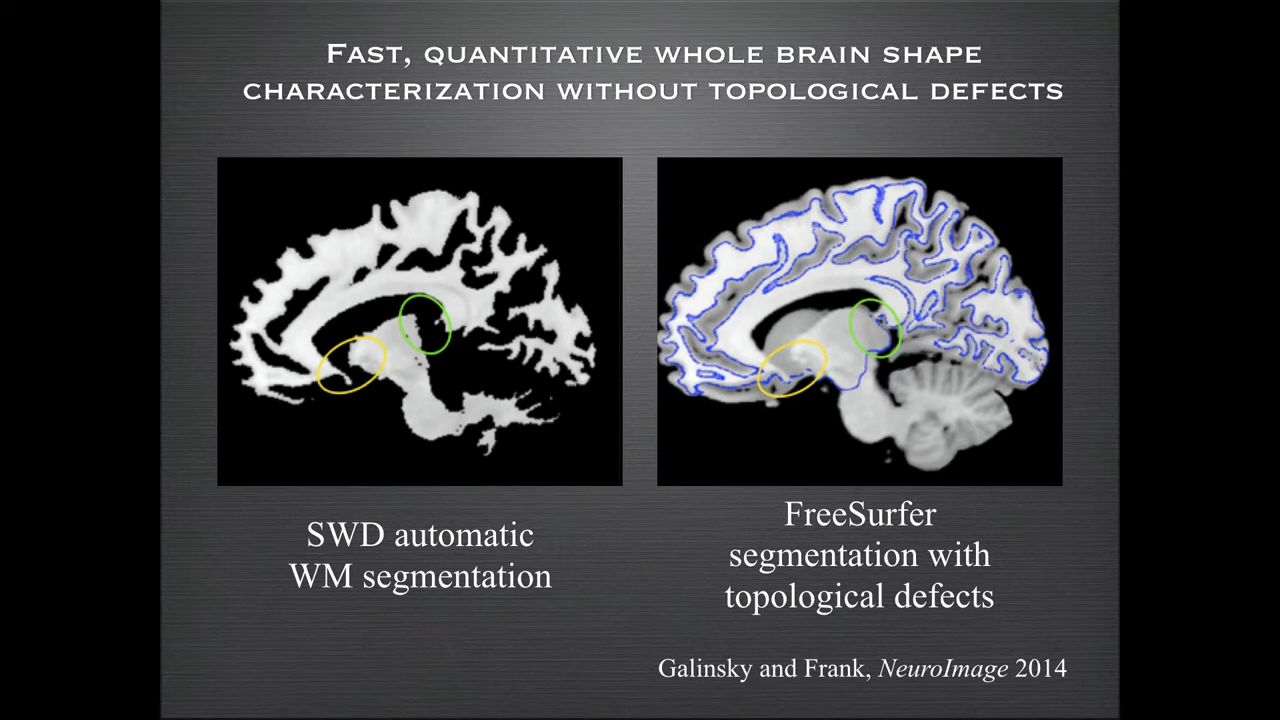 FAST, QUANTITATIVE WHOLE BRAIN SHAPE
CHARACTERIZATION WITHOUT TOPOLOGICAL DEFECTS
SWD automatic
WM segmentation
FreeSurfer
segmentation with
topological defects
Galinsky and Frank, NeuroImage 2014